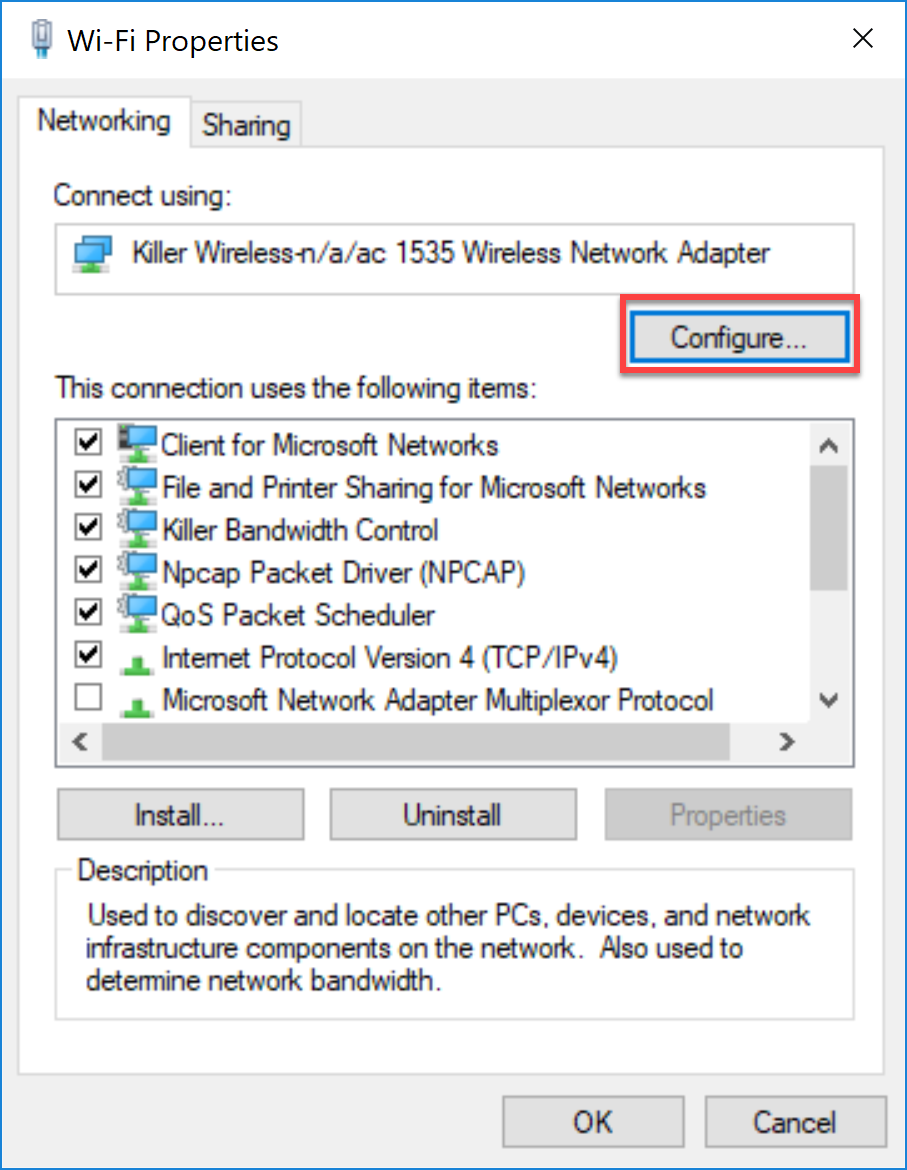 Wi-Fi Properties
Networking
Sharing
Connect using:
Killer Wireless-n/a/ac 1535 Wireless Network Adapter
Configure...
This connection uses the following items:
Client for Microsoft Networks
File and Printer Sharing for Microsoft Networks
Killer Bandwidth Control
Npcap Packet Driver (NPCAP)
QoS Packet Scheduler
Internet Protocol Version 4 (TCP/IPv4)
Microsoft Network Adapter Multiplexor Protocol
Install...
Uninstall
Properties
Description
Used to discover and locate other PCs, devices, and network
infrastructure components on the network.  Also used to
determine network bandwidth.
OK
Cancel